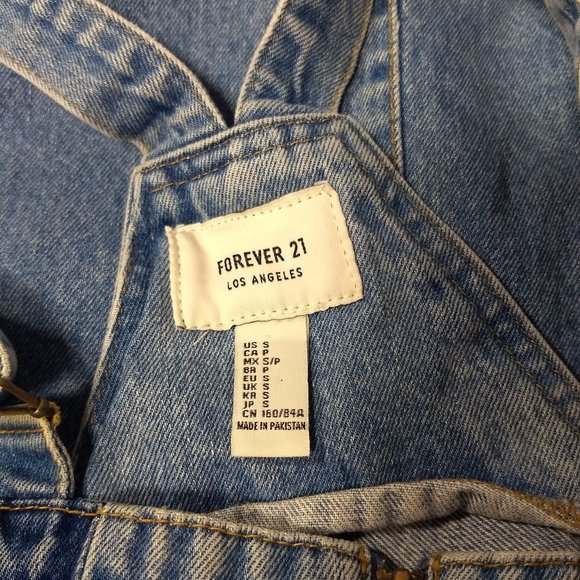 FOREVER 21
LOS ANGELES
US S
CA P
MX S/P
BR P
EU S
UK S
KR S
JP S
CN 160/84A
MADE IN PAKISTAN